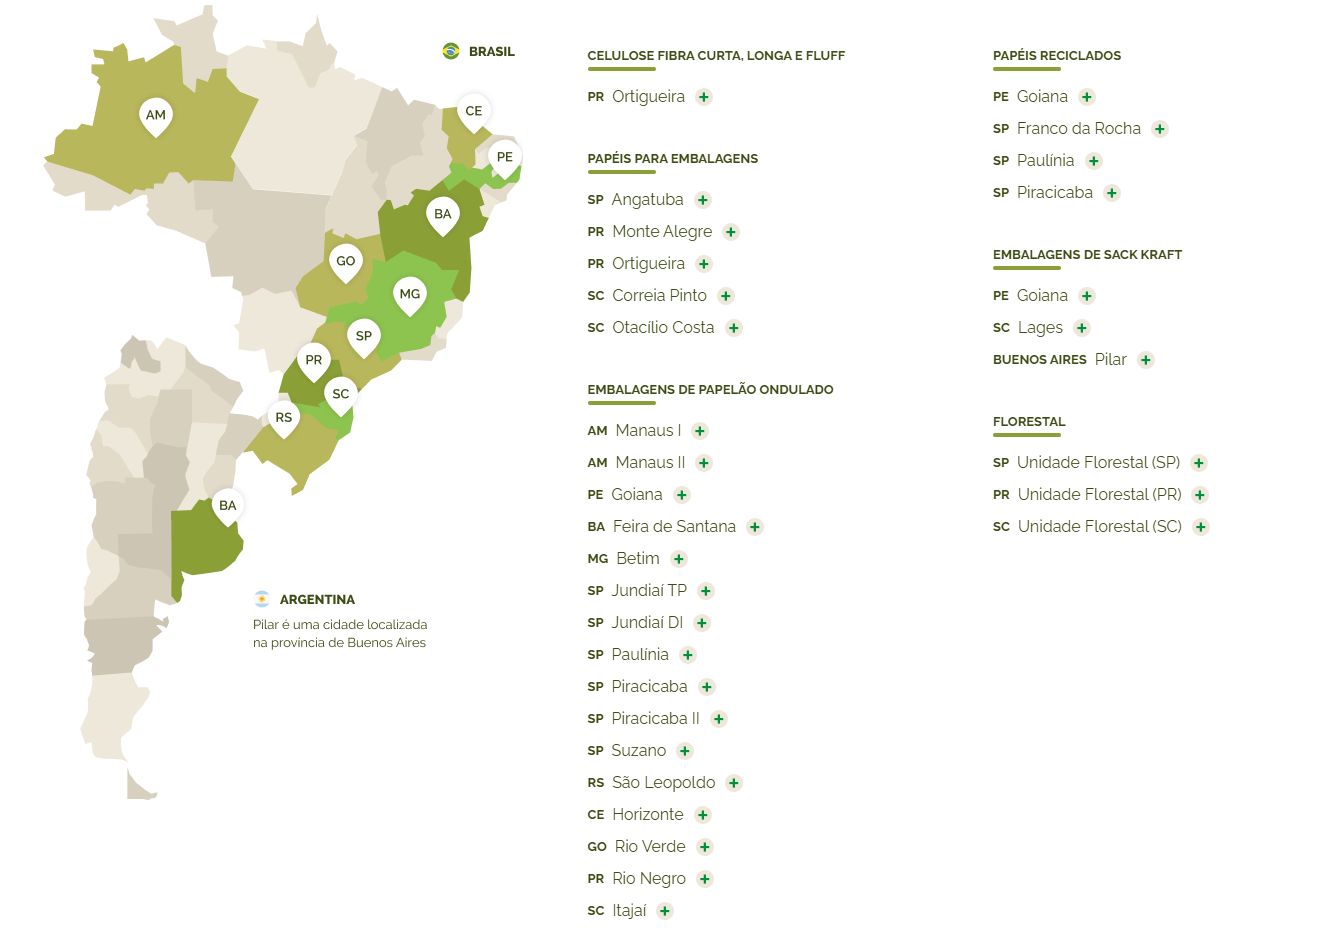 BRASIL
AM
CE
PE
BA
GO
MG
SP
PR
SC
RS
BA
ARGENTINA
Pilar é uma cidade localizada
na província de Buenos Aires
CELULOSE FIBRA CURTA, LONGA E FLUFF
PR Ortigueira +
PAPÉIS PARA EMBALAGENS
SP Angatuba +
PR Monte Alegre +
PR Ortigueira +
SC Correia Pinto +
SC Otacílio Costa +
EMBALAGENS DE PAPELÃO ONDULADO
AM Manaus I +
AM Manaus II +
PE Goiana +
BA Feira de Santana +
MG Betim +
SP Jundiaí TP +
SP Jundiaí DI +
SP Paulínia +
SP Piracicaba +
SP Piracicaba II +
SP Suzano +
RS São Leopoldo +
CE Horizonte +
GO Rio Verde +
PR Rio Negro +
SC Itajaí +
PAPÉIS RECICLADOS
PE Goiana +
SP Franco da Rocha +
SP Paulínia +
SP Piracicaba +
EMBALAGENS DE SACK KRAFT
PE Goiana +
SC Lages +
BUENOS AIRES Pilar +
FLORESTAL
SP Unidade Florestal (SP) +
PR Unidade Florestal (PR) +
SC Unidade Florestal (SC) +